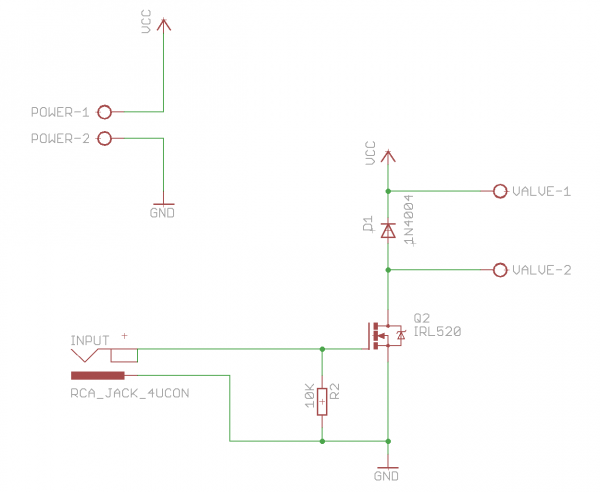 VCC
POWER-1
POWER-2
GND
VCC
VALVE-1
D1
1N4004
VALVE-2
Q2
IRL520
INPUT +
RCA_JACK_4UCON
10K
R2
GND